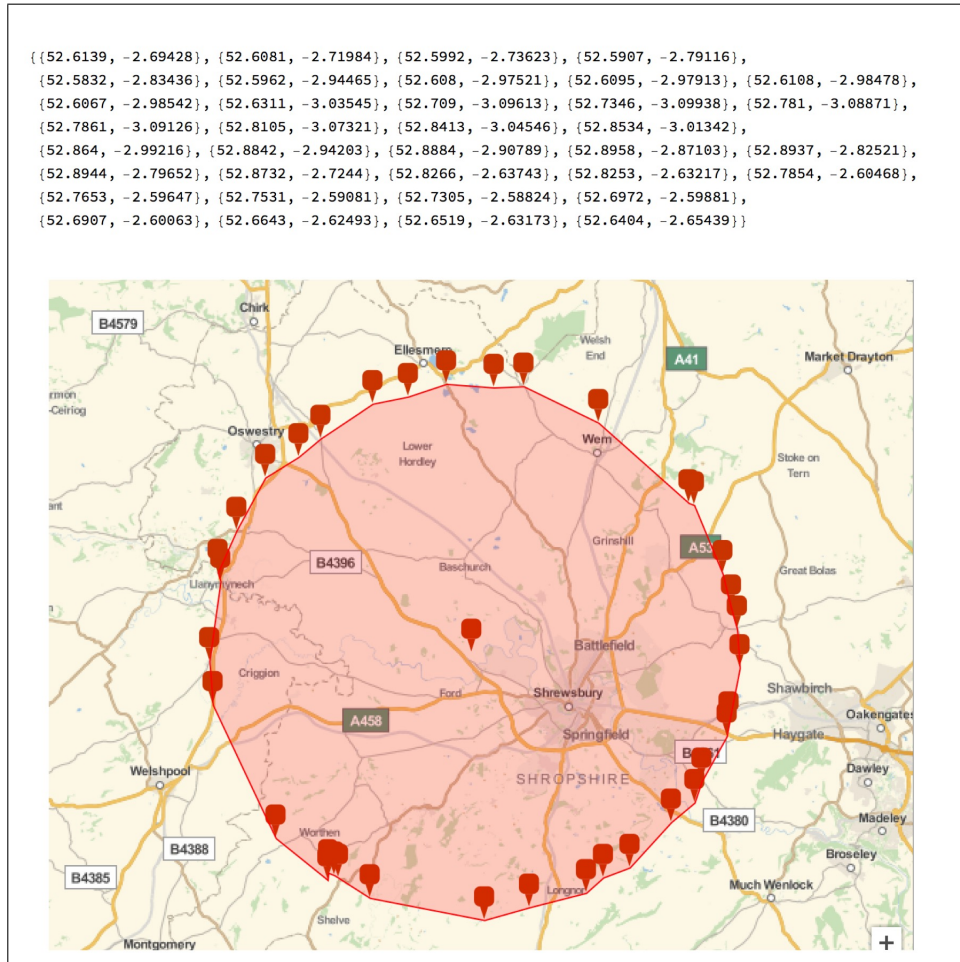 {{52.6139, -2.69428}, {52.6081, -2.71984}, {52.5992, -2.73623}, {52.5907, -2.79116},
{52.5832, -2.83436}, {52.5962, -2.94465}, {52.608, -2.97521}, {52.6095, -2.97913}, {52.6108, -2.98478},
{52.6067, -2.98542}, {52.6311, -3.03545}, {52.709, -3.09613}, {52.7346, -3.09938}, {52.781, -3.08871},
{52.7861, -3.09126}, {52.8105, -3.07321}, {52.8413, -3.04546}, {52.8534, -3.01342},
{52.864, -2.99216}, {52.8842, -2.94203}, {52.8884, -2.90789}, {52.8958, -2.87103}, {52.8937, -2.82521},
{52.8944, -2.79652}, {52.8732, -2.7244}, {52.8266, -2.63743}, {52.8253, -2.63217}, {52.7854, -2.60468},
{52.7653, -2.59647}, {52.7531, -2.59081}, {52.7305, -2.58824}, {52.6972, -2.59881},
{52.6907, -2.60063}, {52.6643, -2.62493}, {52.6519, -2.63173}, {52.6404, -2.65439}}
Chirk
B4579
Welsh
End
Ellesmere
A41
Market Drayton
-Ceiriog
Oswestry
Wern
Lower
Hordley
Stoke on
Tern
Grinshill
A53
B4396
Baschurch
Great Bolas
Llanymynech
Battlefield
Criggion
Ford
Shrewsbury
Shawbirch
A458
Oakengates
Springfield
Haygate
Welshpool
SHROPSHIRE
Dawley
B4380
Madeley
Worthen
B4388
Broseley
B4385
Much Wenlock
Longnor
Shelve
Montgomery
+